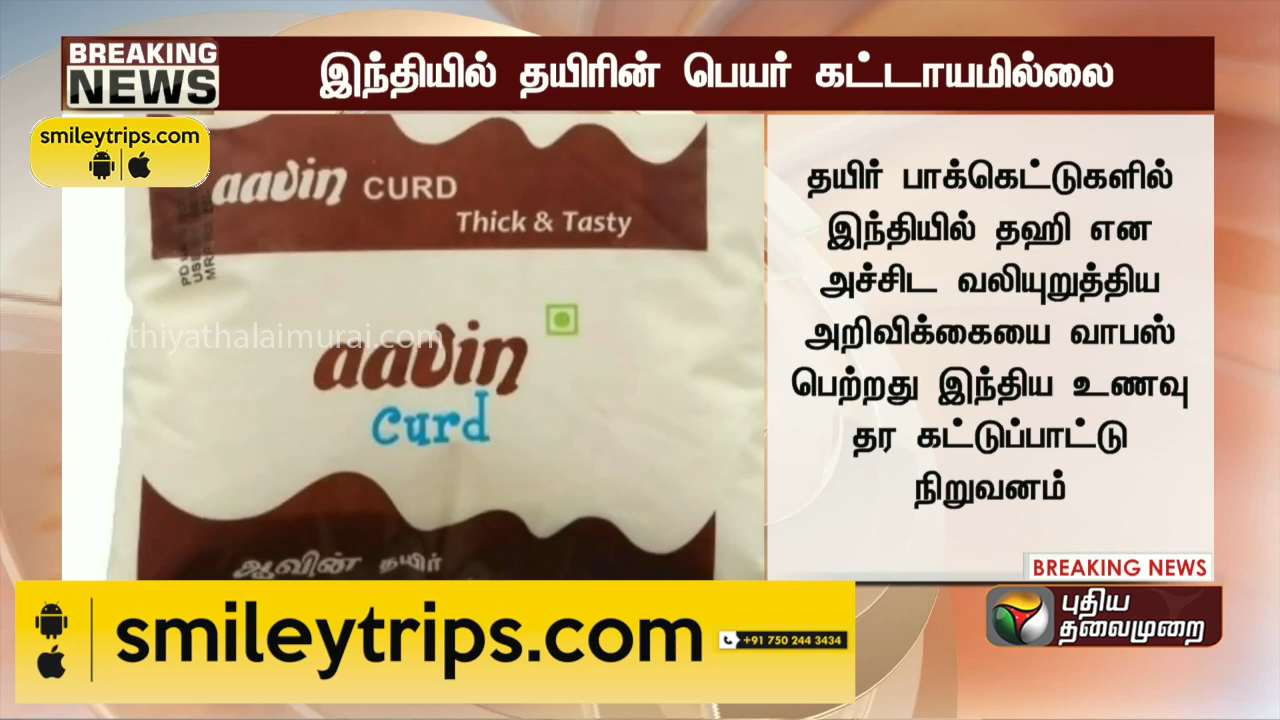 BREAKING
NEWS
இந்தியில் தயிரின் பெயர் கட்டாயமில்லை
smileytrips.com
aavin CURD
Thick & Tasty
thiyathalaimurai.com
aavin
curd
ஆவின் தயிர்
தயிர் பாக்கெட்டுகளில்
இந்தியில் தஹி என
அச்சிட வலியுறுத்திய
அறிவிக்கையை வாபஸ்
பெற்றது இந்திய உணவு
தர கட்டுப்பாட்டு
நிறுவனம்
BREAKING NEWS
புதிய
தலைமுறை
smileytrips.com
+91 750 244 3434